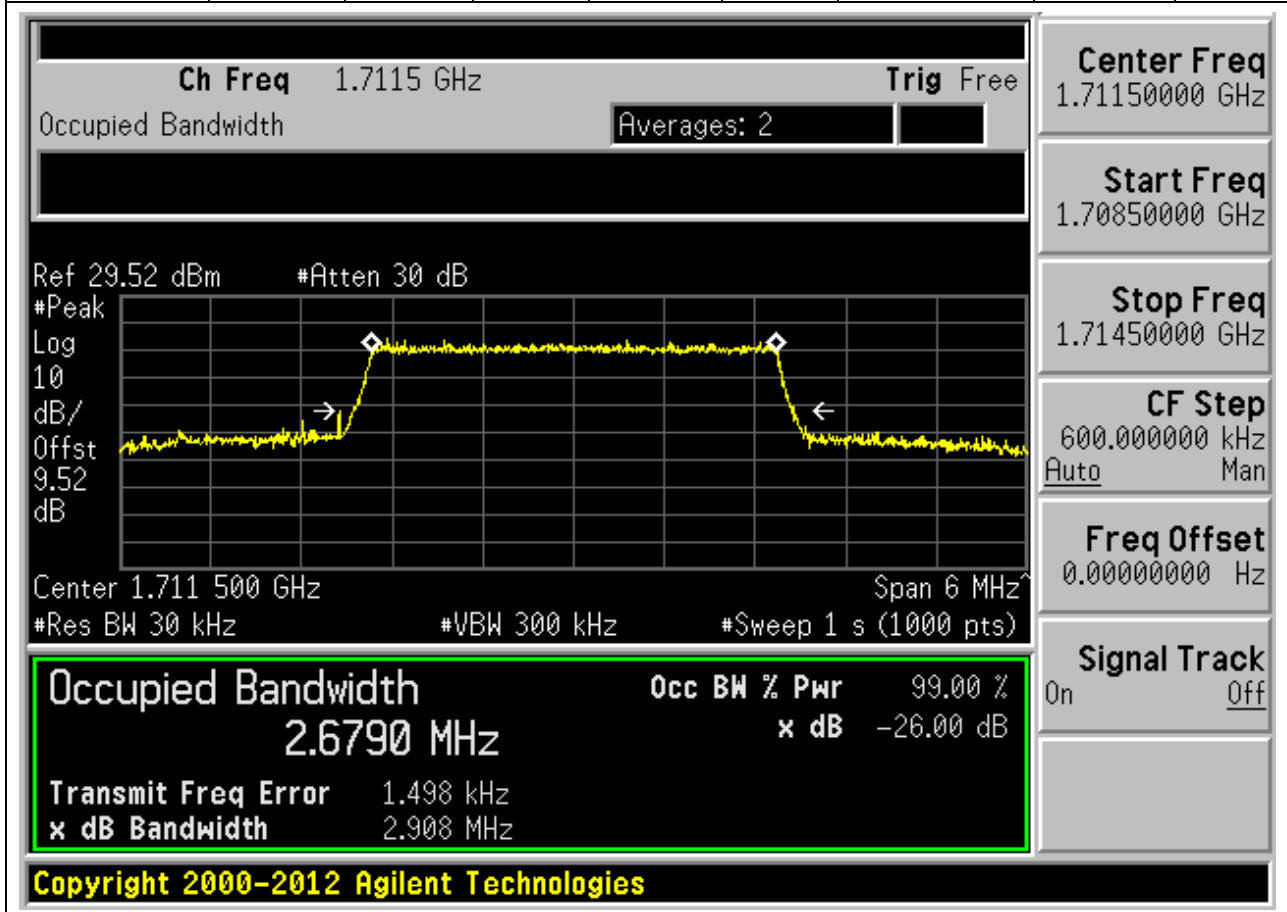 Ch Freq 1.7115 GHz Trig Free
Occupied Bandwidth Averages: 2
Ref 29.52 dBm #Atten 30 dB
#Peak
Log
10
dB/
Offst
9.52
dB
Center 1.711 500 GHz Span 6 MHz^
#Res BW 30 kHz #VBW 300 kHz #Sweep 1 s (1000 pts)
Occupied Bandwidth Occ BW % Pwr 99.00 %
2.6790 MHz x dB -26.00 dB
Transmit Freq Error 1.498 kHz
x dB Bandwidth 2.908 MHz
Copyright 2000-2012 Agilent Technologies
Center Freq
1.71150000 GHz
Start Freq
1.70850000 GHz
Stop Freq
1.71450000 GHz
CF Step
600.000000 kHz
Auto Man
Freq Offset
0.00000000 Hz
Signal Track
On Off